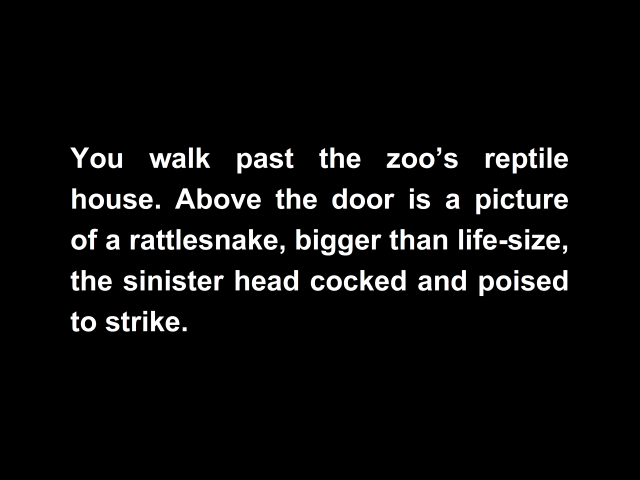 You walk past the zoo’s reptile
house. Above the door is a picture
of a rattlesnake, bigger than life-size,
the sinister head cocked and poised
to strike.